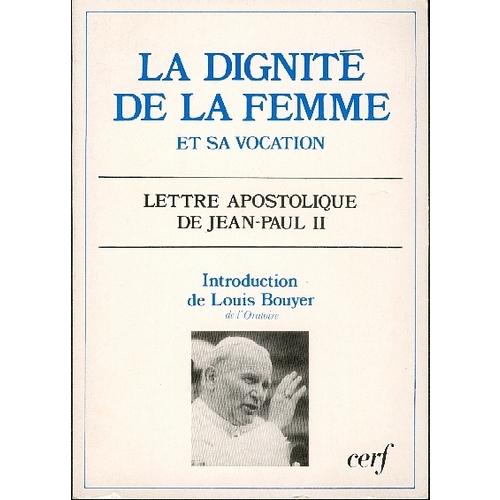 LA DIGNITÉ
DE LA FEMME
ET SA VOCATION
LETTRE APOSTOLIQUE
DE JEAN-PAUL II
Introduction
de Louis Bouyer
de l'Oratoire
cerf